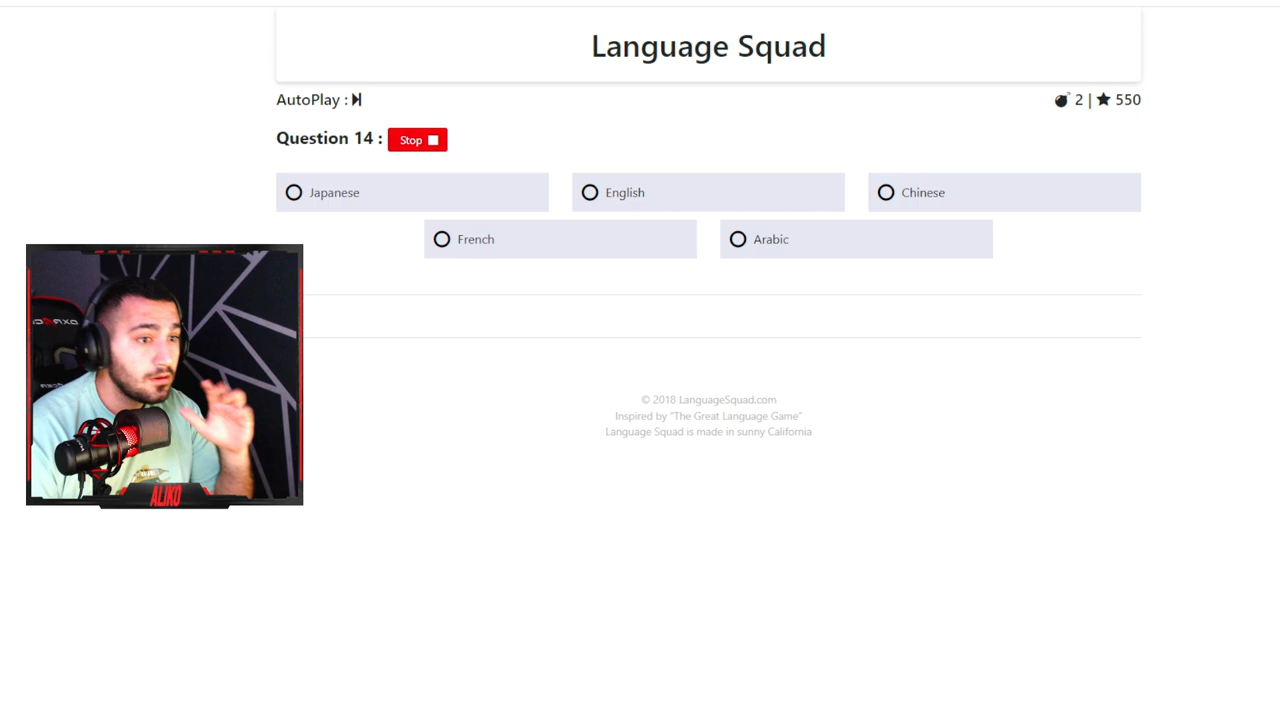 Language Squad
AutoPlay :
2 | 550
Question 14 : Stop
Japanese
English
Chinese
French
Arabic
ALIKO
© 2018 LanguageSquad.com
Inspired by "The Great Language Game"
Language Squad is made in sunny California